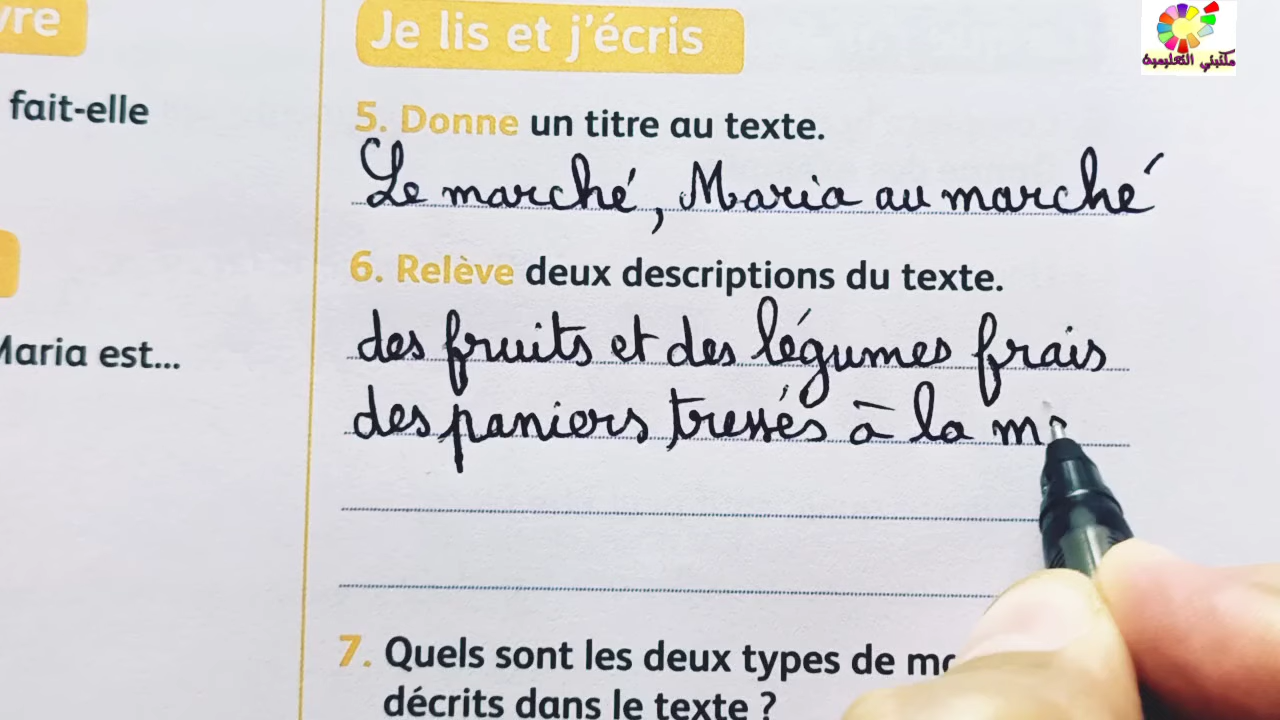 vre
Je lis et j'écris
مكتبتي التعليمية
fait-elle
5. Donne un titre au texte.
Le marché, Maria au marché
6. Relève deux descriptions du texte.
des fruits et des légumes frais
Maria est...
des paniers tressés à la m
7. Quels sont les deux types de
décrits dans le texte ?